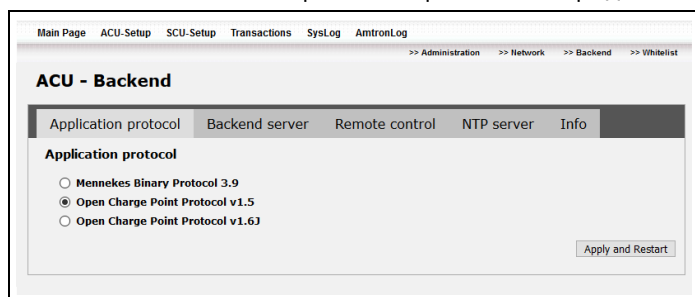 Main Page ACU-Setup SCU-Setup Transactions SysLog AmtronLog
>> Administration >> Network >> Backend >> Whitelist
ACU - Backend
Application protocol Backend server Remote control NTP server Info
Application protocol
Mennekes Binary Protocol 3.9
Open Charge Point Protocol v1.5
Open Charge Point Protocol v1.6J
Apply and Restart